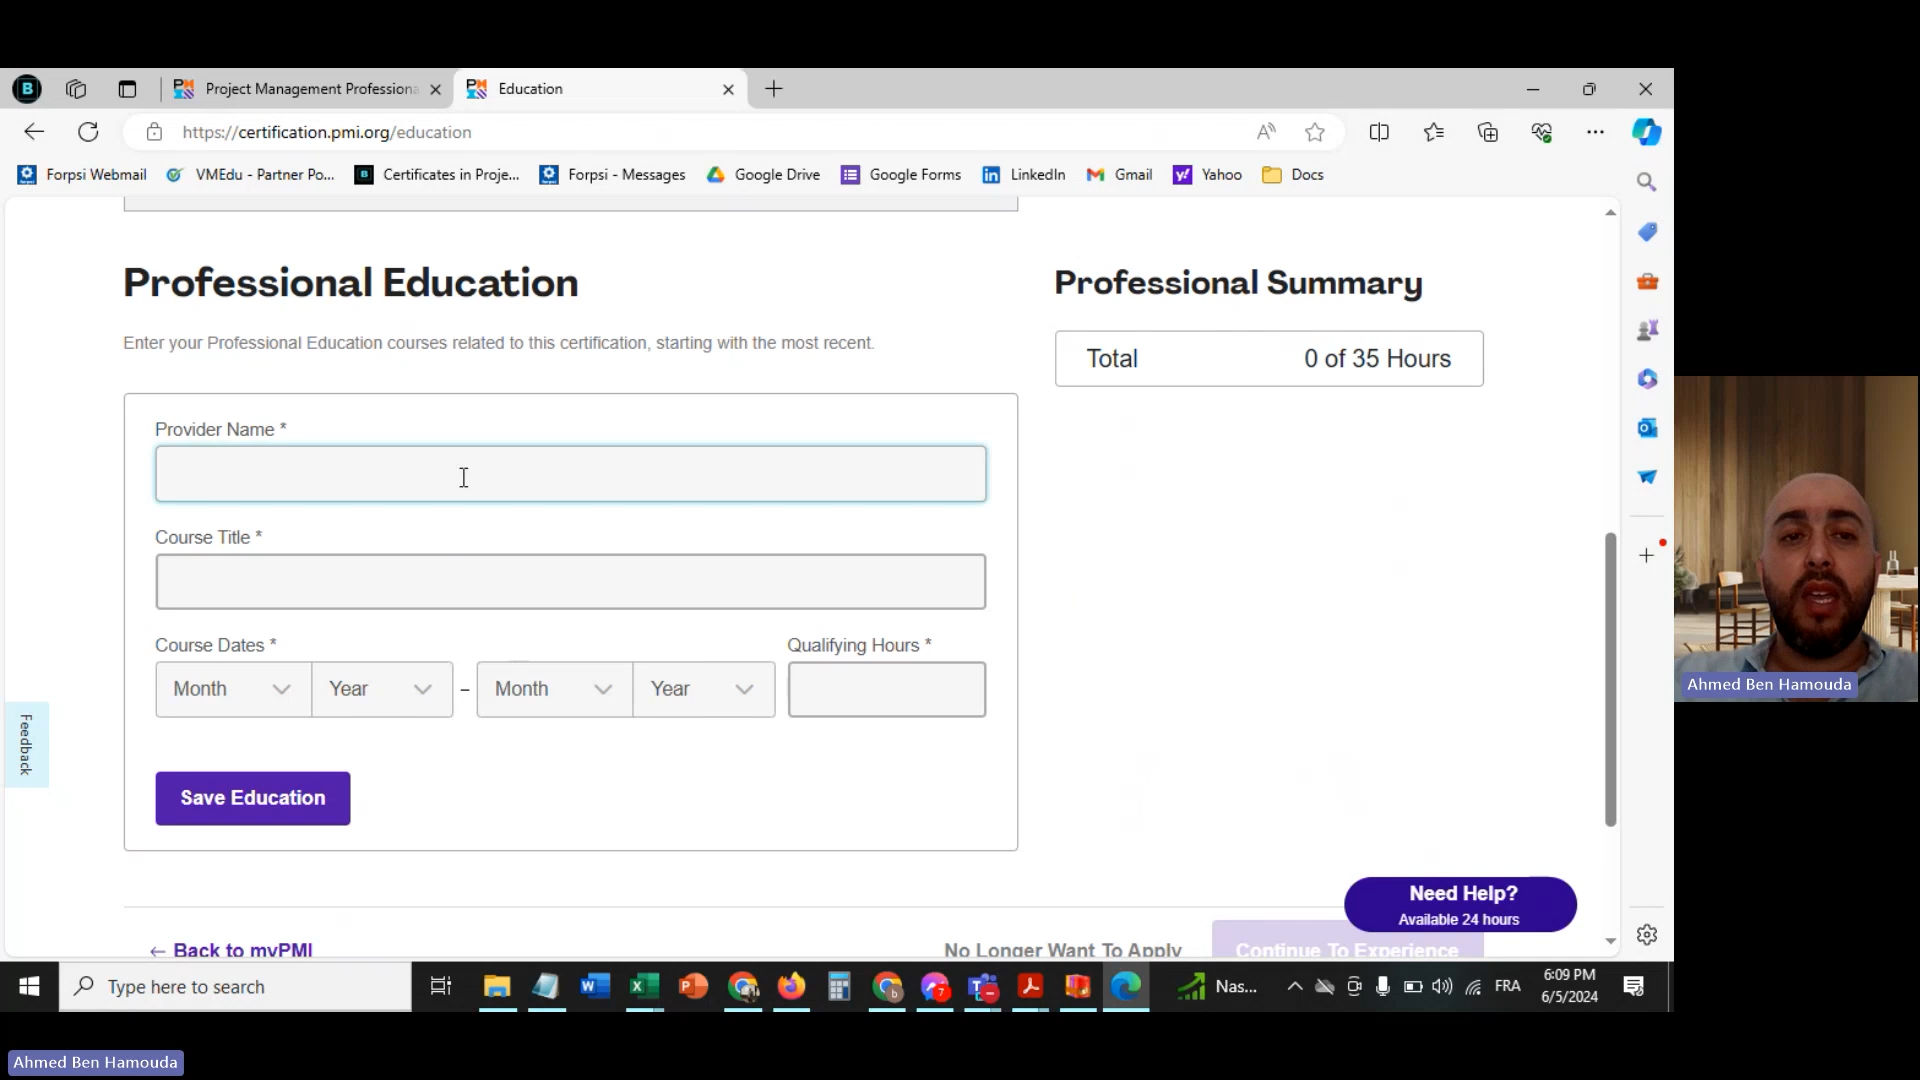 B
Project Management Professiona
Education
https://certification.pmi.org/education
Forpsi Webmail
VMEdu - Partner Po...
Certificates in Proje...
Forpsi - Messages
Google Drive
Google Forms
LinkedIn
Gmail
Yahoo
Docs
Professional Education
Enter your Professional Education courses related to this certification, starting with the most recent.
Provider Name *
Course Title *
Course Dates *
Qualifying Hours *
Month
Year
–
Month
Year
Save Education
Professional Summary
Total
0 of 35 Hours
Feedback
Need Help?
Available 24 hours
← Back to myPMI
No Longer Want To Apply
Continue To Experience
Type here to search
Nas...
FRA
6:09 PM
6/5/2024
Ahmed Ben Hamouda
Ahmed Ben Hamouda